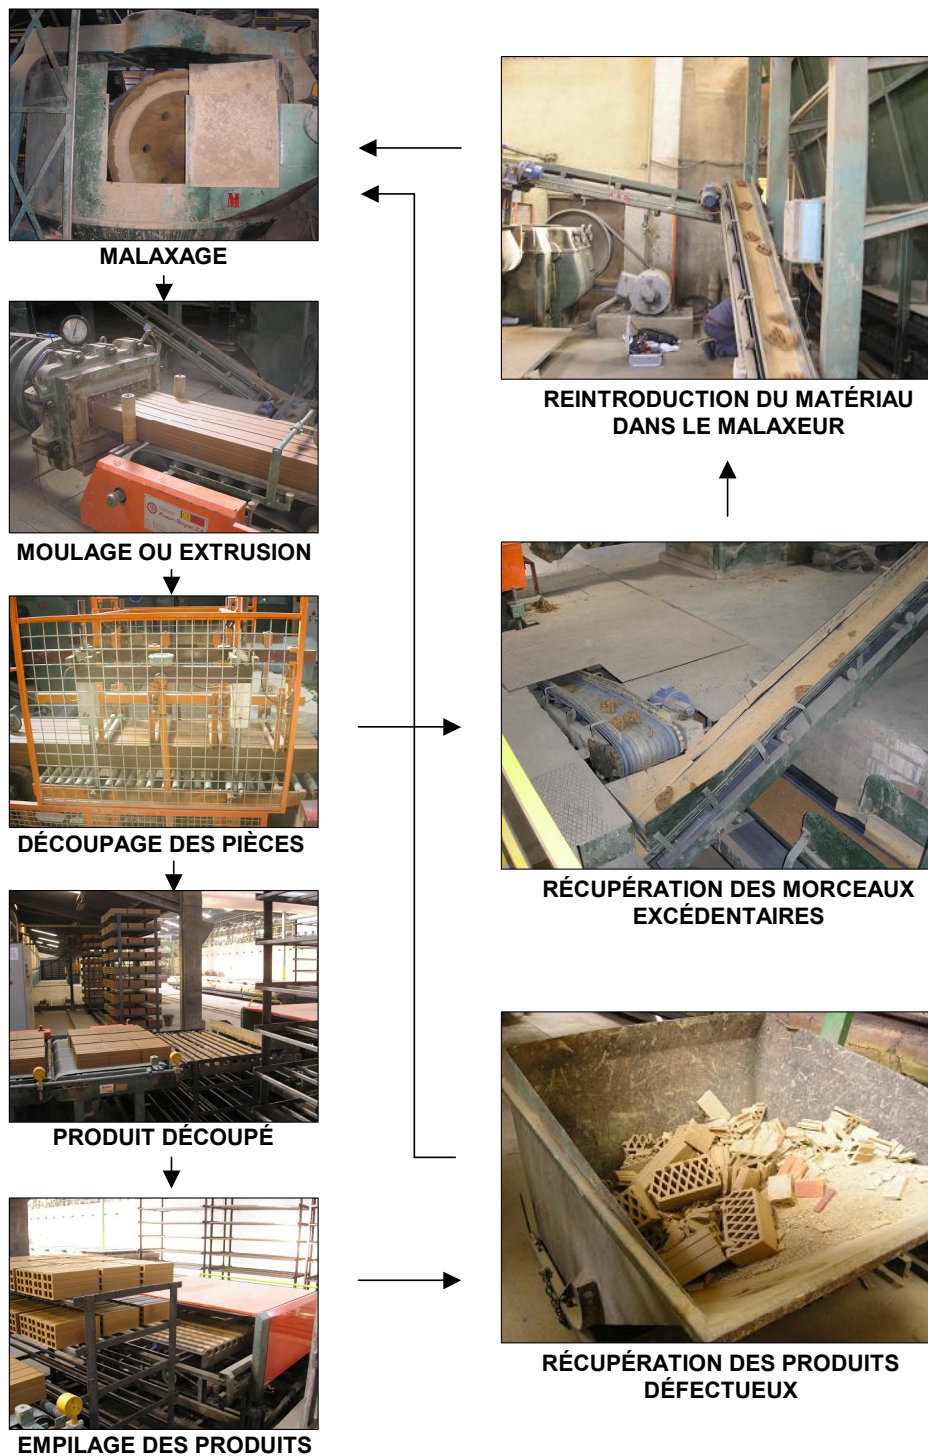 MALAXAGE
MOULAGE OU EXTRUSION
DÉCOUPAGE DES PIÈCES
PRODUIT DÉCOUPÉ
EMPILAGE DES PRODUITS
REINTRODUCTION DU MATÉRIAU
DANS LE MALAXEUR
RÉCUPÉRATION DES MORCEAUX
EXCÉDENTAIRES
RÉCUPÉRATION DES PRODUITS
DÉFECTUEUX
M